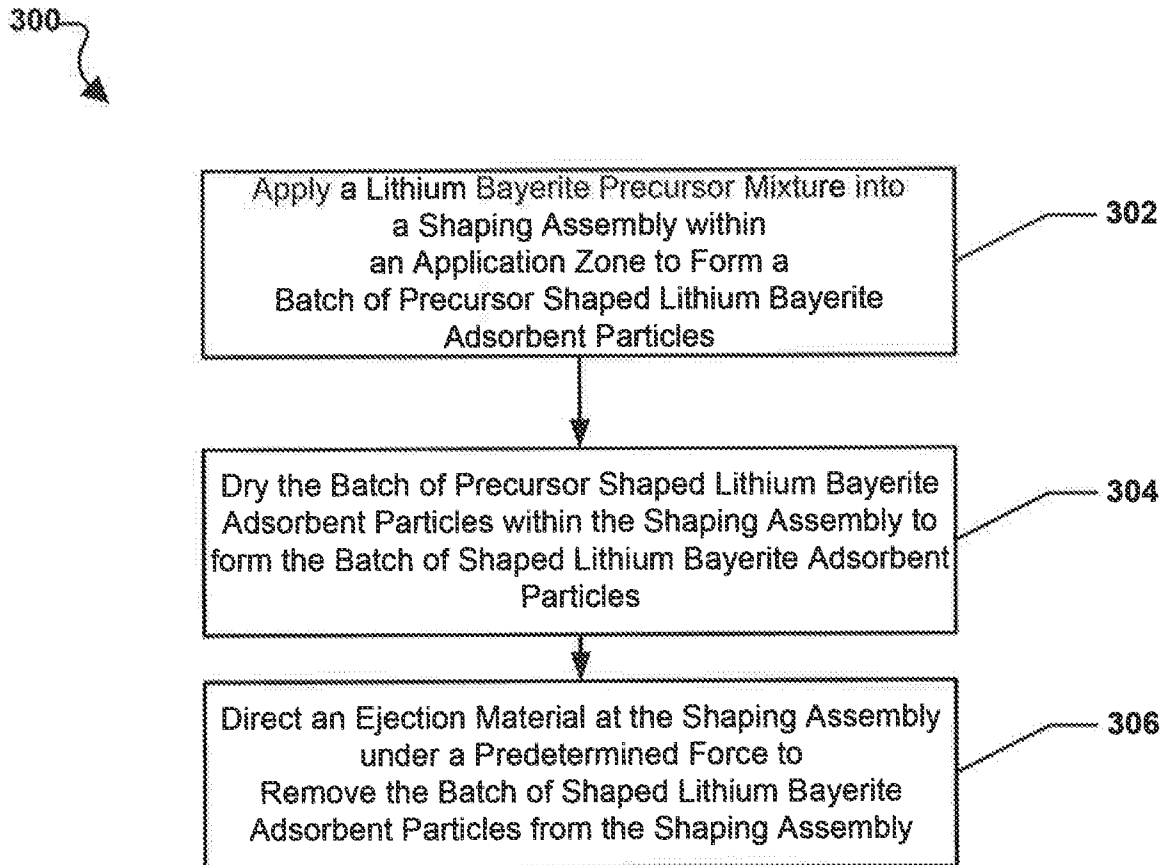 300
Apply a Lithium Bayerite Precursor Mixture into
a Shaping Assembly within
an Application Zone to Form a
Batch of Precursor Shaped Lithium Bayerite
Adsorbent Particles
302
Dry the Batch of Precursor Shaped Lithium Bayerite
Adsorbent Particles within the Shaping Assembly to
form the Batch of Shaped Lithium Bayerite Adsorbent
Particles
304
Direct an Ejection Material at the Shaping Assembly
under a Predetermined Force to
Remove the Batch of Shaped Lithium Bayerite
Adsorbent Particles from the Shaping Assembly
306